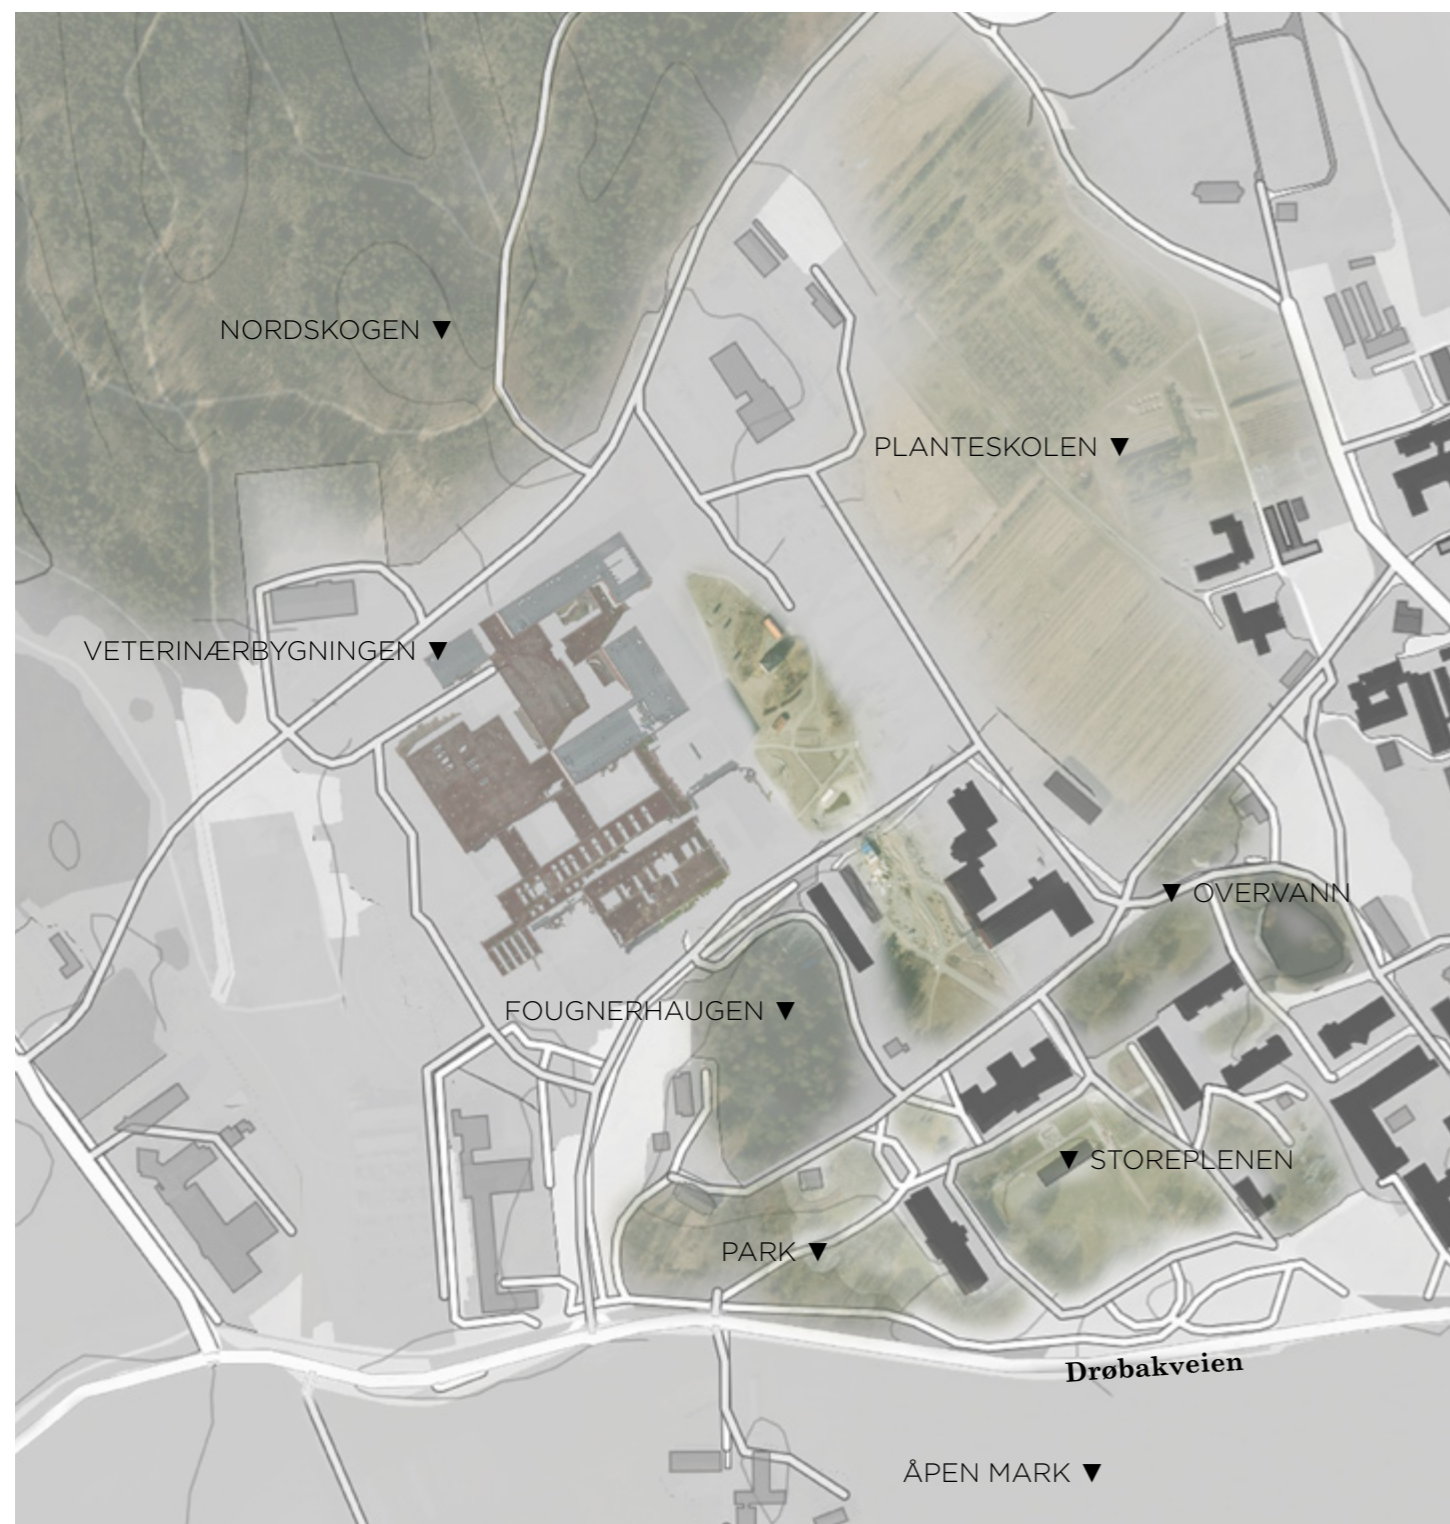 NORDSKOGEN ▼
PLANTESKOLEN ▼
VETERINÆRBYGNINGEN ▼
▼ OVERVANN
FOUGNERHAUGEN ▼
▼ STOREPLENEN
PARK ▼
Drøbakveien
ÅPEN MARK ▼